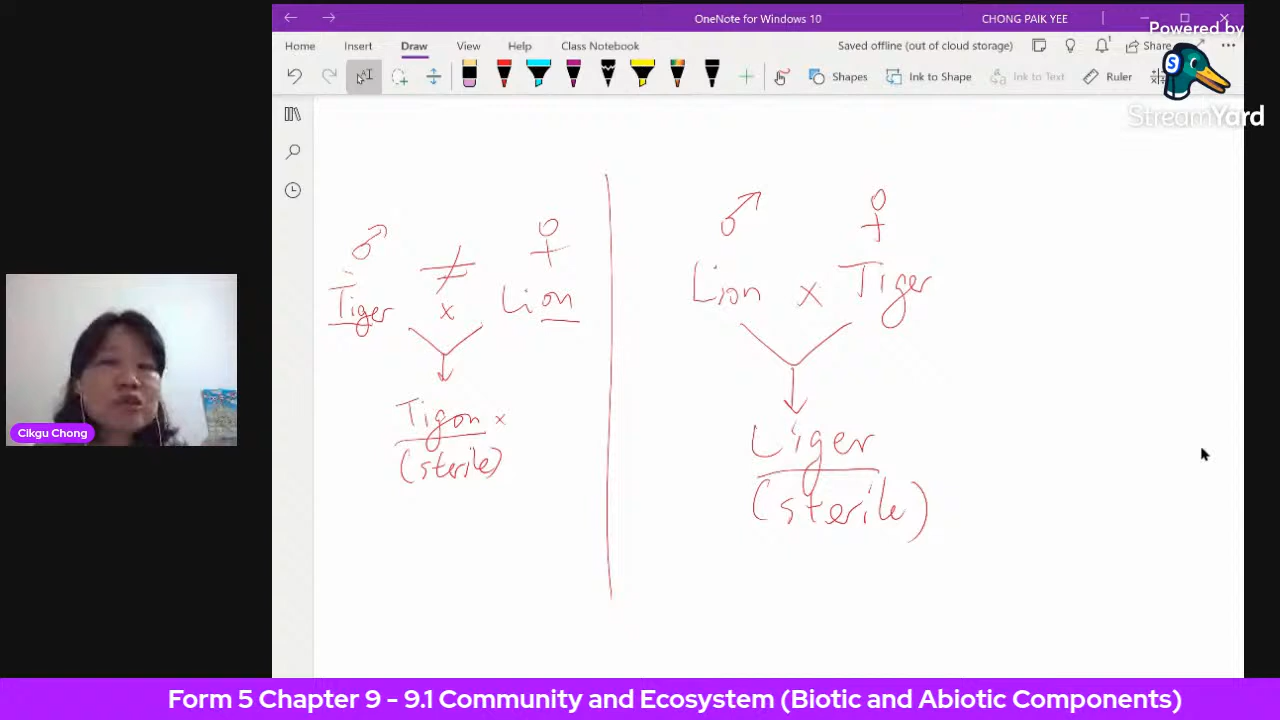 OneNote for Windows 10
CHONG PAIK YEE
Powered by
Home Insert Draw View Help Class Notebook
Saved offline (out of cloud storage)
Share
Shapes Ink to Shape Ink to Text Ruler
StreamYard
♂ ♀
Tiger ≠ x Lion
Tigon x
(sterile)
♂ ♀
Lion x Tiger
Liger
(sterile)
Cikgu Chong
Form 5 Chapter 9 - 9.1 Community and Ecosystem (Biotic and Abiotic Components)